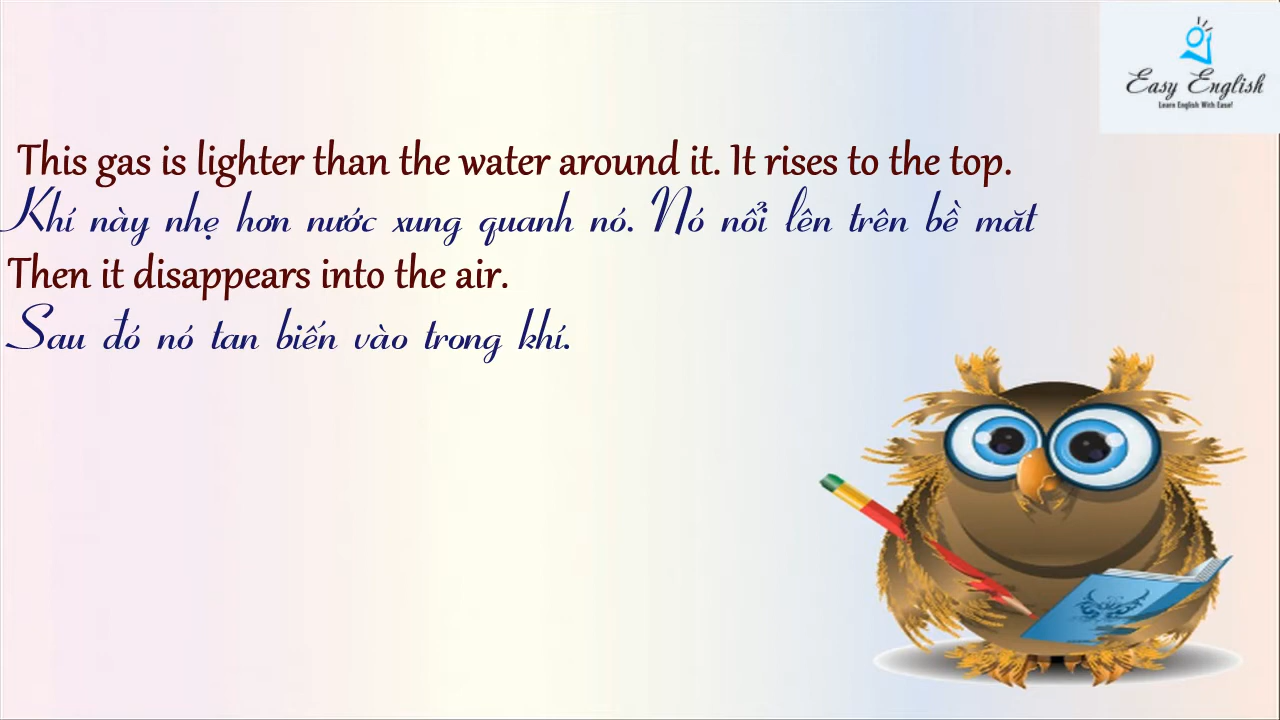 Easy English
Learn English With Ease!
This gas is lighter than the water around it. It rises to the top.
Khí này nhẹ hơn nước xung quanh nó. Nó nổi lên trên bề măt
Then it disappears into the air.
Sau đó nó tan biến vào trong khí.